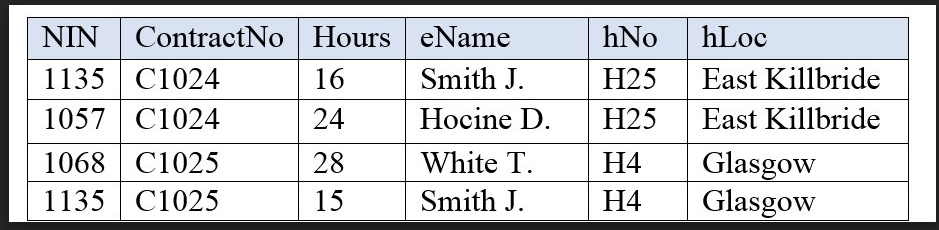 NIN ContractNo Hours eName hNo hLoc
1135 C1024 16 Smith J. H25 East Killbride
1057 C1024 24 Hocine D. H25 East Killbride
1068 C1025 28 White T. H4 Glasgow
1135 C1025 15 Smith J. H4 Glasgow